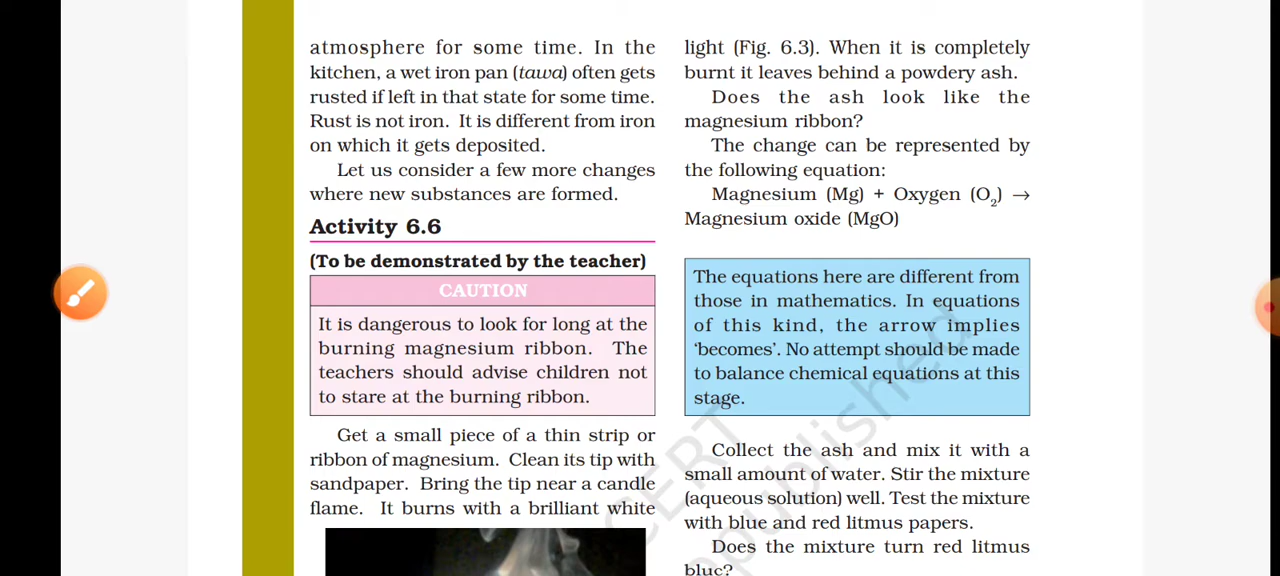 atmosphere for some time. In the
kitchen, a wet iron pan (tawa) often gets
rusted if left in that state for some time.
Rust is not iron. It is different from iron
on which it gets deposited.
Let us consider a few more changes
where new substances are formed.
Activity 6.6
(To be demonstrated by the teacher)
CAUTION
It is dangerous to look for long at the
burning magnesium ribbon. The
teachers should advise children not
to stare at the burning ribbon.
Get a small piece of a thin strip or
ribbon of magnesium. Clean its tip with
sandpaper. Bring the tip near a candle
flame. It burns with a brilliant white
light (Fig. 6.3). When it is completely
burnt it leaves behind a powdery ash.
Does the ash look like the
magnesium ribbon?
The change can be represented by
the following equation:
Magnesium (Mg) + Oxygen (O₂) →
Magnesium oxide (MgO)
The equations here are different from
those in mathematics. In equations
of this kind, the arrow implies
‘becomes’. No attempt should be made
to balance chemical equations at this
stage.
Collect the ash and mix it with a
small amount of water. Stir the mixture
(aqueous solution) well. Test the mixture
with blue and red litmus papers.
Does the mixture turn red litmus
blue?